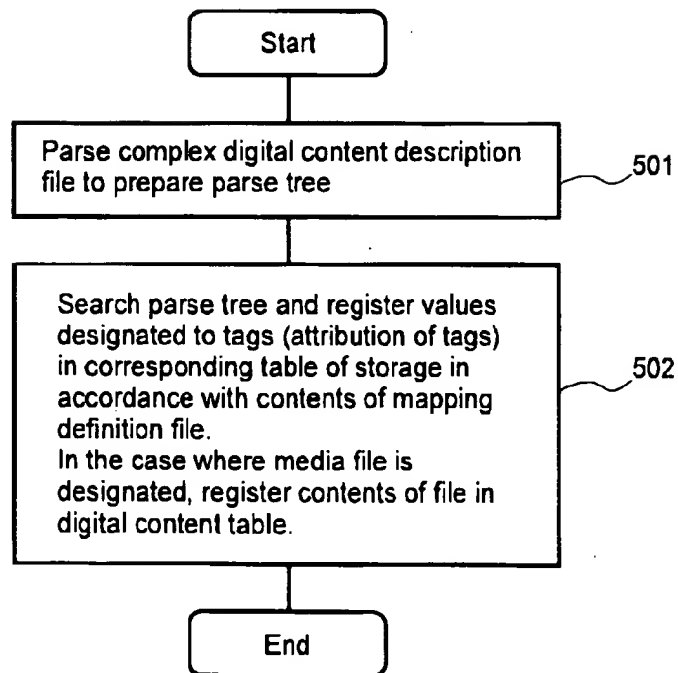 Start
Parse complex digital content description
file to prepare parse tree
501
Search parse tree and register values
designated to tags (attribution of tags)
in corresponding table of storage in
accordance with contents of mapping
definition file.
In the case where media file is
designated, register contents of file in
digital content table.
502
End